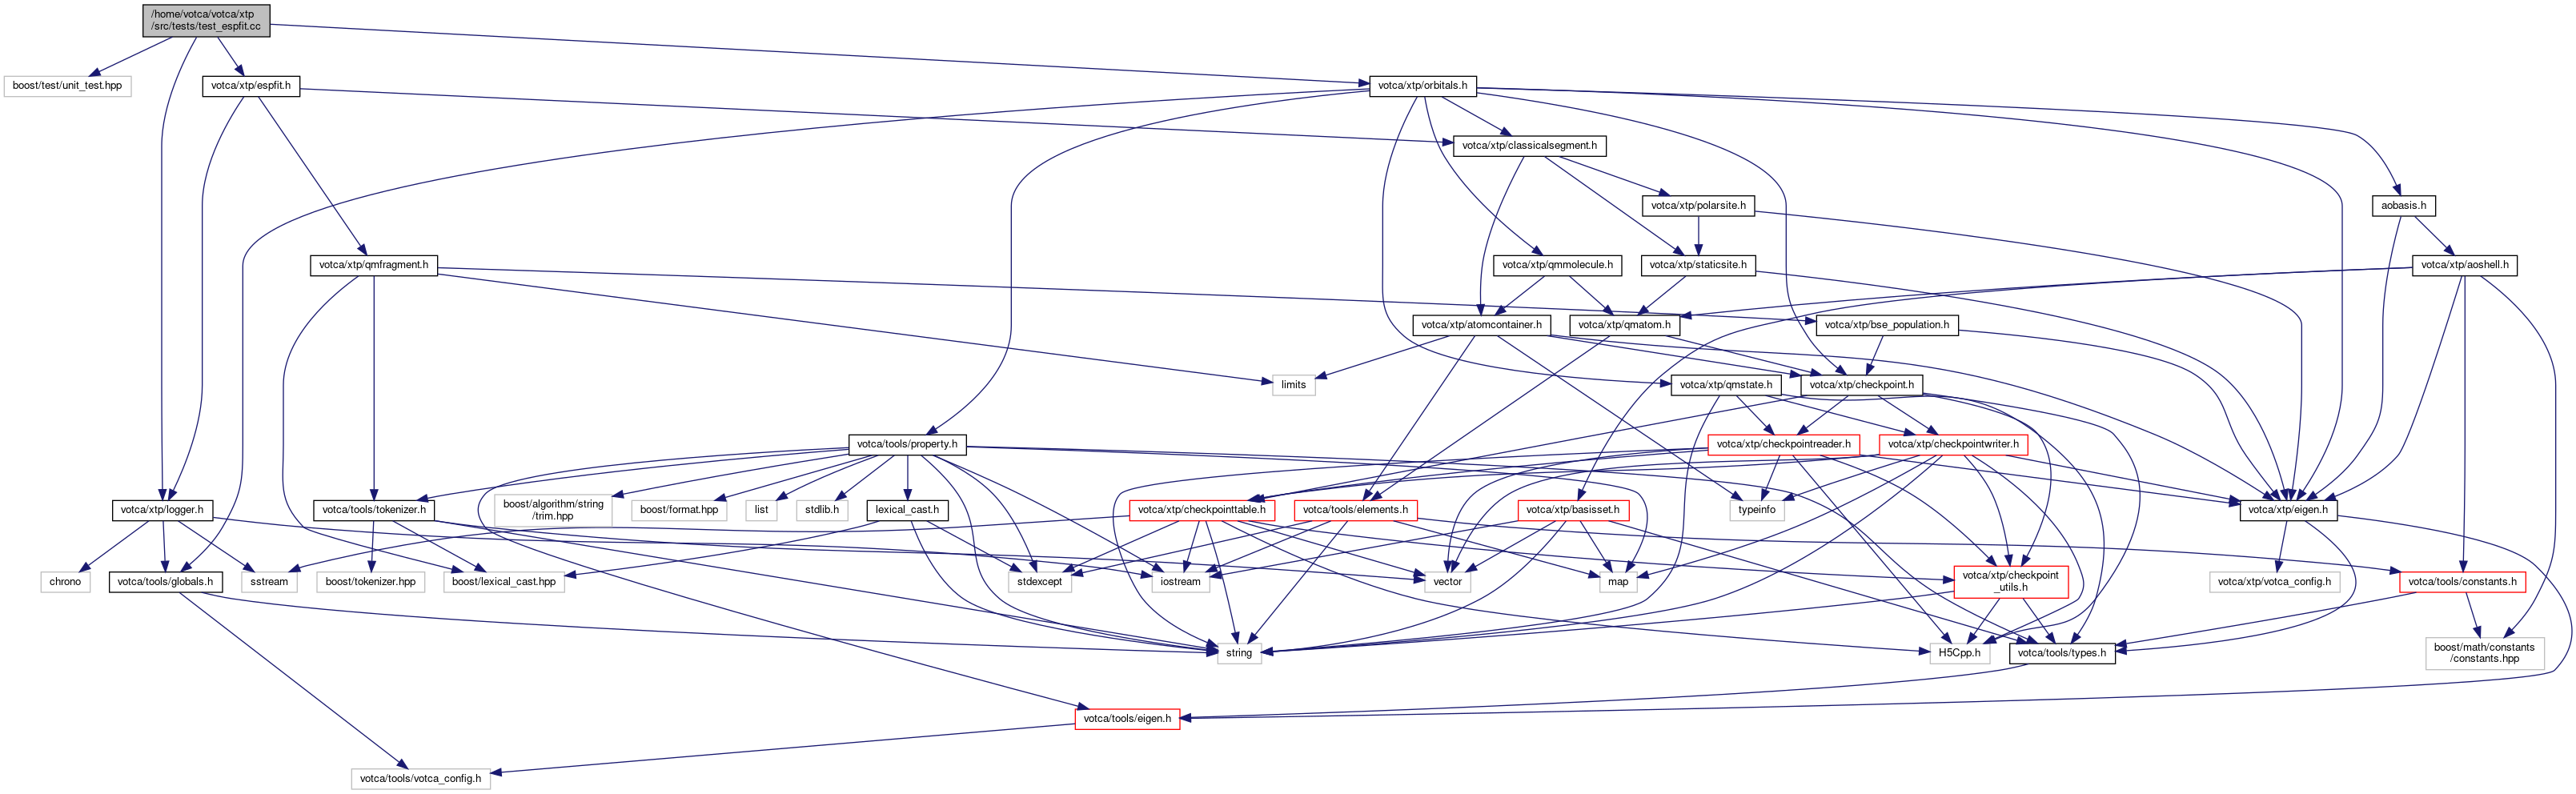 /home/votca/votca/xtp
/src/tests/test_espfit.cc
boost/test/unit_test.hpp
votca/xtp/espfit.h
votca/xtp/orbitals.h
votca/xtp/classicalsegment.h
votca/xtp/polarsite.h
aobasis.h
votca/xtp/qmfragment.h
votca/xtp/qmmolecule.h
votca/xtp/staticsite.h
votca/xtp/aoshell.h
votca/xtp/atomcontainer.h
votca/xtp/qmatom.h
votca/xtp/bse_population.h
limits
votca/xtp/qmstate.h
votca/xtp/checkpoint.h
votca/tools/property.h
votca/xtp/checkpointreader.h
votca/xtp/checkpointwriter.h
votca/xtp/logger.h
votca/tools/tokenizer.h
boost/algorithm/string
/trim.hpp
boost/format.hpp
list
stdlib.h
lexical_cast.h
votca/xtp/checkpointtable.h
votca/tools/elements.h
votca/xtp/basisset.h
typeinfo
votca/xtp/eigen.h
chrono
votca/tools/globals.h
sstream
boost/tokenizer.hpp
boost/lexical_cast.hpp
stdexcept
iostream
vector
map
votca/xtp/checkpoint
_utils.h
votca/xtp/votca_config.h
votca/tools/constants.h
string
H5Cpp.h
votca/tools/types.h
boost/math/constants
/constants.hpp
votca/tools/eigen.h
votca/tools/votca_config.h